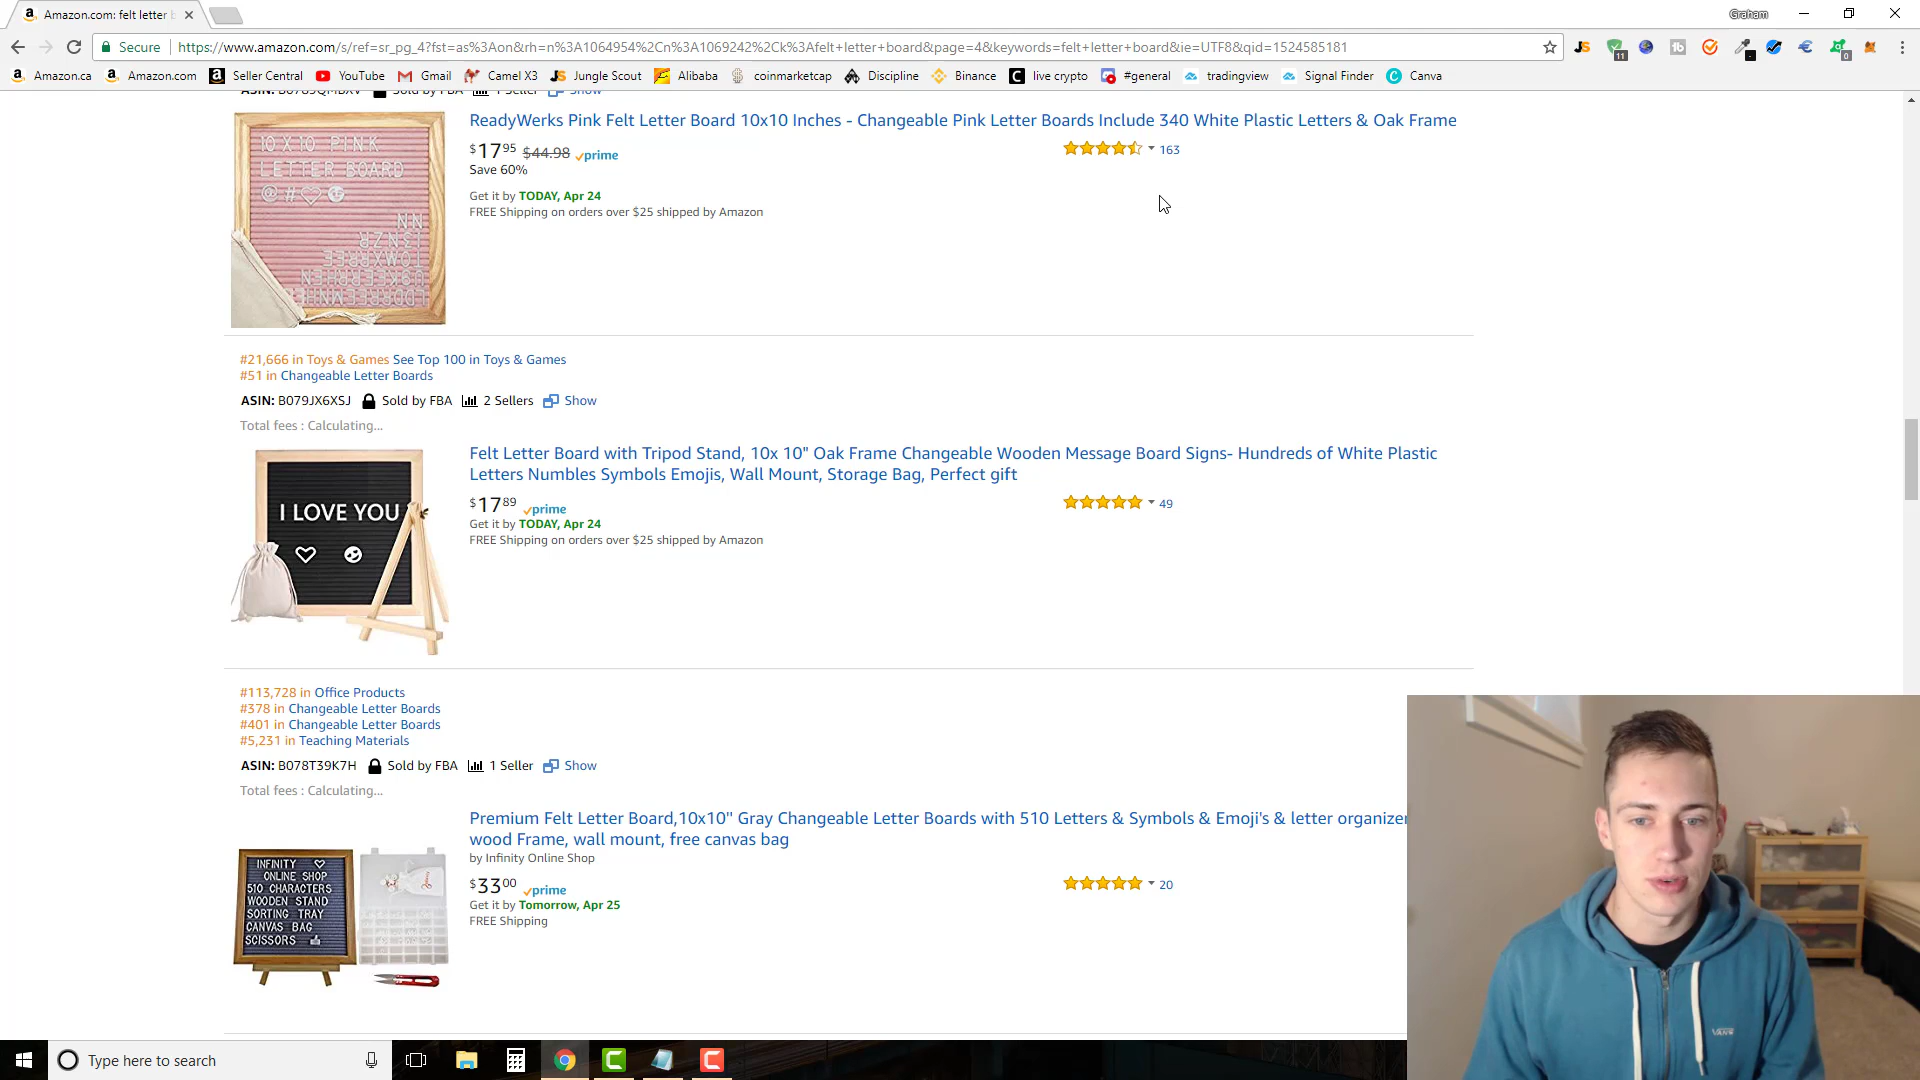 Amazon.com: felt letter b
Graham
Secure
https://www.amazon.com/s/ref=sr_pg_4?fst=as%3Aon&rh=n%3A1064954%2Cn%3A1069242%2Ck%3Afelt+letter+board&page=4&keywords=felt+letter+board&ie=UTF8&qid=1524585181
Amazon.ca Amazon.com Seller Central YouTube Gmail Camel X3 Jungle Scout Alibaba coinmarketcap Discipline Binance live crypto #general tradingview Signal Finder Canva
ReadyWerks Pink Felt Letter Board 10x10 Inches - Changeable Pink Letter Boards Include 340 White Plastic Letters & Oak Frame
$17 95 $44.98 prime
163
Save 60%
Get it by TODAY, Apr 24
FREE Shipping on orders over $25 shipped by Amazon
10X10 PINK
LETTER BOARD
@#
#21,666 in Toys & Games See Top 100 in Toys & Games
#51 in Changeable Letter Boards
ASIN: B079JX6XSJ Sold by FBA 2 Sellers Show
Total fees : Calculating...
Felt Letter Board with Tripod Stand, 10x 10" Oak Frame Changeable Wooden Message Board Signs- Hundreds of White Plastic
Letters Numbles Symbols Emojis, Wall Mount, Storage Bag, Perfect gift
$17 89 prime
49
Get it by TODAY, Apr 24
FREE Shipping on orders over $25 shipped by Amazon
I LOVE YOU
#113,728 in Office Products
#378 in Changeable Letter Boards
#401 in Changeable Letter Boards
#5,231 in Teaching Materials
ASIN: B078T39K7H Sold by FBA 1 Seller Show
Total fees : Calculating...
Premium Felt Letter Board,10x10'' Gray Changeable Letter Boards with 510 Letters & Symbols & Emoji's & letter organizer
wood Frame, wall mount, free canvas bag
by Infinity Online Shop
$33 00 prime
20
Get it by Tomorrow, Apr 25
FREE Shipping
INFINITY
ONLINE SHOP
510 CHARACTERS
WOODEN STAND
SORTING TRAY
CANVAS BAG
SCISSORS
VANS
Type here to search